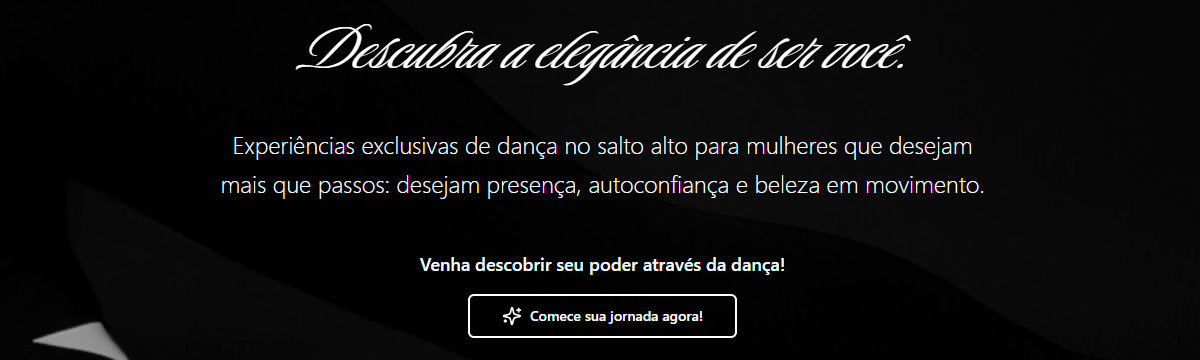 Descubra a elegância de ser você.
Experiências exclusivas de dança no salto alto para mulheres que desejam
mais que passos: desejam presença, autoconfiança e beleza em movimento.
Venha descobrir seu poder através da dança!
Comece sua jornada agora!